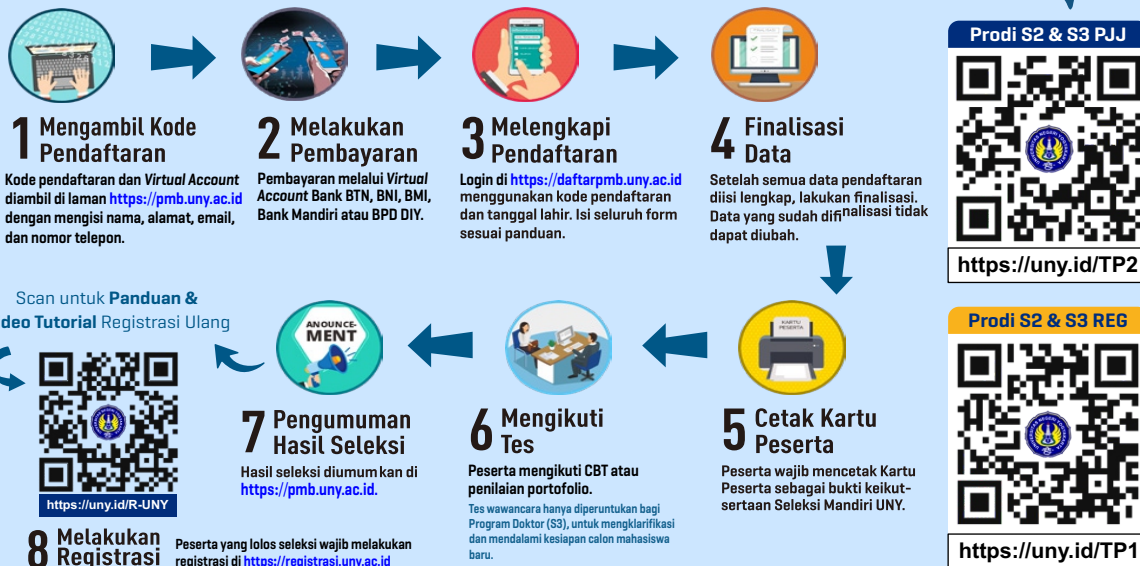 1 Mengambil Kode
Pendaftaran
Kode pendaftaran dan Virtual Account
diambil di laman https://pmb.uny.ac.id
dengan mengisi nama, alamat, email,
dan nomor telepon.
2 Melakukan
Pembayaran
Pembayaran nelalui Virtual
Account Bank BTN, BNI, BMI,
Bank Mandiri atau BPD DIY.
3 Melengkapi
Pendaftaran
Login di https://daftarpmb.uny.ac.id
menggunakan kode pendaftaran
dan tanggal lahir. Isi seluruh form
sesuai panduan.
4 Finalisasi
Data
Setelah semua data pendaftaran
diisi lengkap, lakukan finalisasi.
Data yang sudah difinalisasi tidak
dapat diubah.
Prodi S2 & S3 PJJ
https://uny.id/TP2
KARTU
PESERTA
5 Cetak Kartu
Peserta
Peserta wajib mencetak Kartu
Peserta sebagai bukti keikut-
sertaan Seleksi Mandiri UNY.
6 Mengikuti
Tes
Peserta mengikuti CBT atau
penilaian portofolio.
Tes wawancara hanya diperuntukan bagi
Program Doktor (S3), untuk mengklarifikasi
dan mendalami kesiapan calon mahasiswa
baru.
ANOUNCE-
MENT
7 Pengumuman
Hasil Seleksi
Hasil seleksi diumum kan di
https://pmb.uny.ac.id.
Scan untuk Panduan &
deo Tutorial Registrasi Ulang
https://uny.id/R-UNY
8 Melakukan
Registrasi
Peserta yang lolos seleksi wajib melakukan
registrasi di https://registrasi.uny.ac.id
Prodi S2 & S3 REG
https://uny.id/TP1